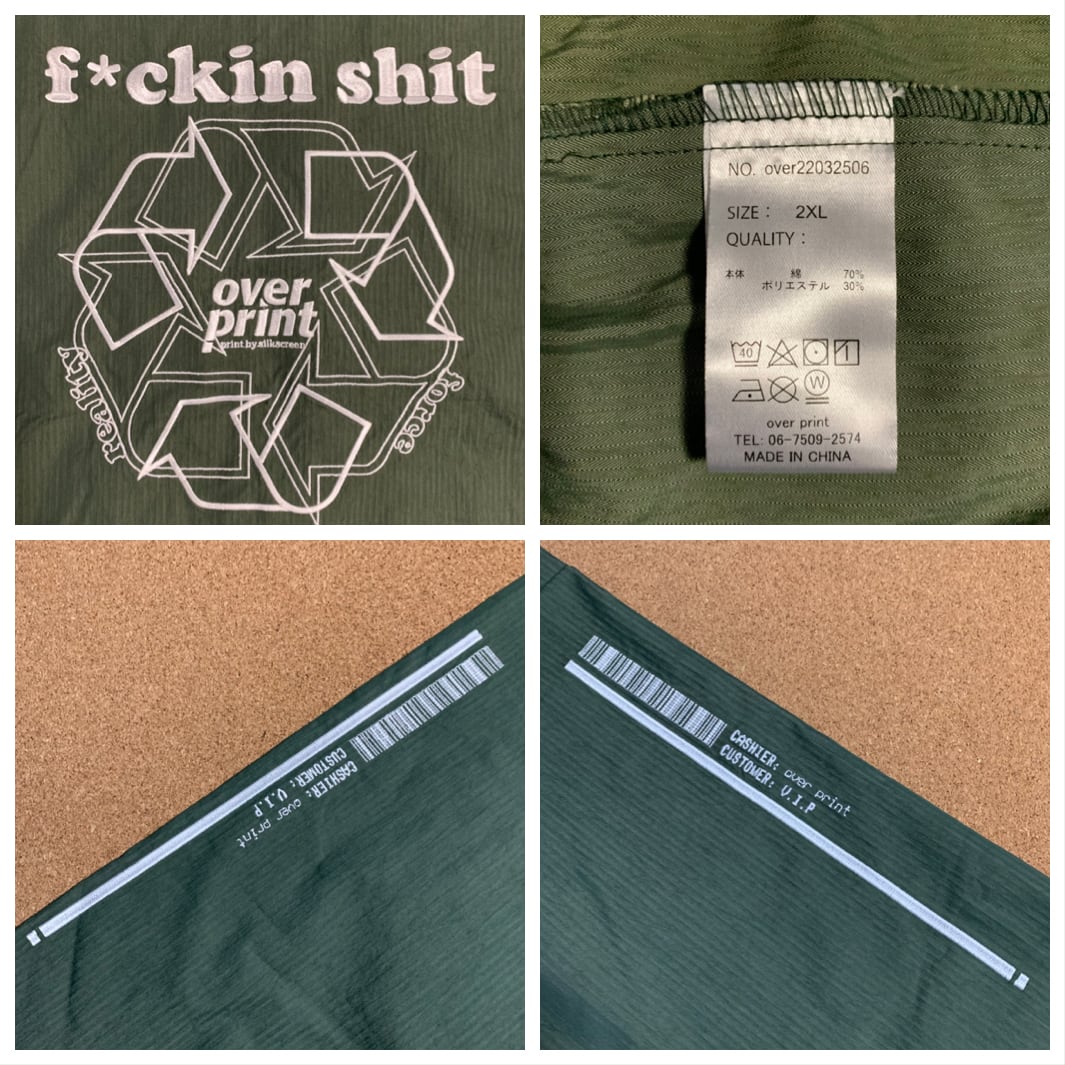 f*ckin shit
over
print
print.by.silkscreen
reality
force
NO. over22032506
SIZE : 2XL
QUALITY :
本体 綿 70%
ポリエステル 30%
40
W
over print
TEL: 06-7509-2574
MADE IN CHINA
CASHIER: over print
CUSTOMER: V.I.P
CASHIER: over print
CUSTOMER: V.I.P